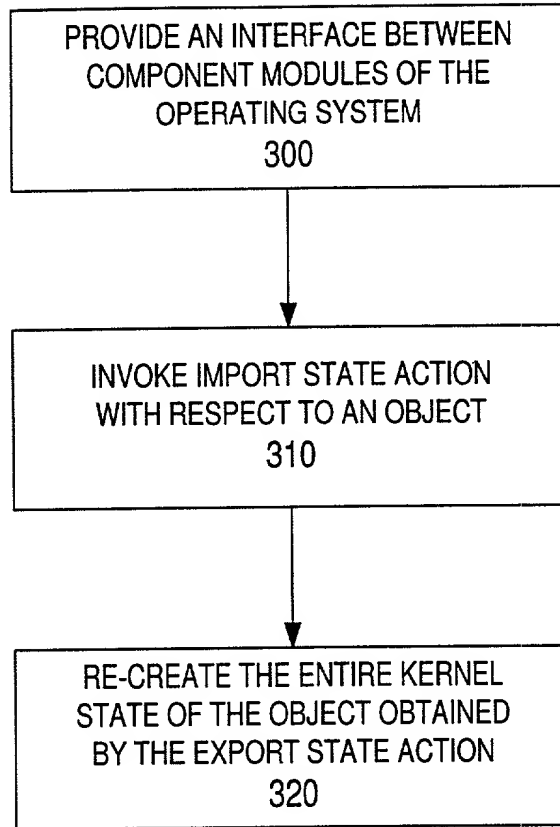 PROVIDE AN INTERFACE BETWEEN
COMPONENT MODULES OF THE
OPERATING SYSTEM
300
INVOKE IMPORT STATE ACTION
WITH RESPECT TO AN OBJECT
310
RE-CREATE THE ENTIRE KERNEL
STATE OF THE OBJECT OBTAINED
BY THE EXPORT STATE ACTION
320